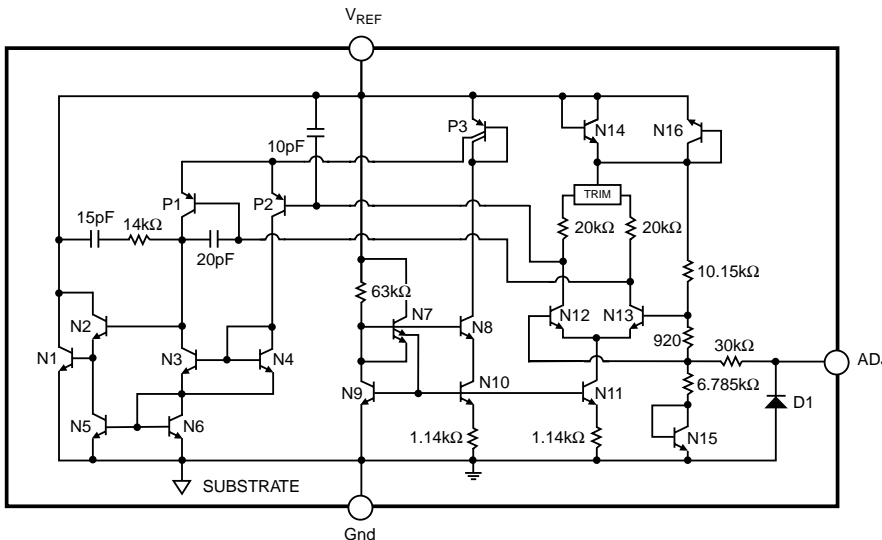 VREF
P3
N14
N16
10pF
TRIM
P1
P2
15pF
14kΩ
20pF
20kΩ
20kΩ
10.15kΩ
63kΩ
N7
N2
N8
N12
N13
N1
N3
N4
920
30kΩ
AD
N9
N10
N11
6.785kΩ
D1
N5
N6
1.14kΩ
1.14kΩ
N15
SUBSTRATE
Gnd